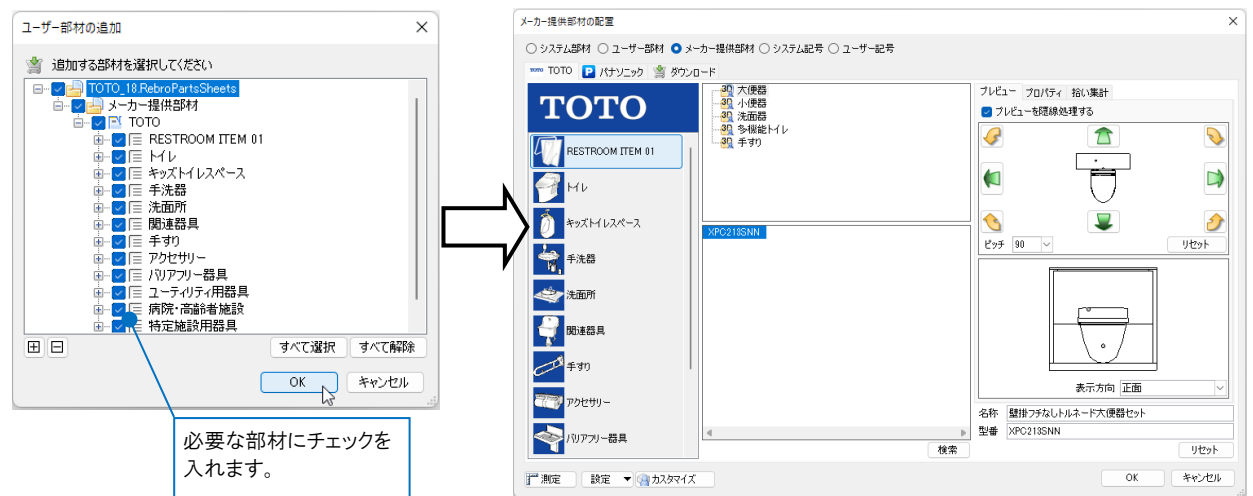 ユーザー部材の追加
追加する部材を選択してください
TOTO_18.RebroPartsSheets
メーカー提供部材
TOTO
RESTROOM ITEM 01
トイレ
キッズトイレスペース
手洗器
洗面所
関連器具
手すり
アクセサリー
バリアフリー器具
ユーティリティ用器具
病院・高齢者施設
特定施設用器具
すべて選択 すべて解除
OK キャンセル
必要な部材にチェックを
入れます。
メーカー提供部材の配置
システム部材 ユーザー部材 メーカー提供部材 システム記号 ユーザー記号
TOTO TOTO P パナソニック ダウンロード
TOTO
RESTROOM ITEM 01
トイレ
キッズトイレスペース
手洗器
洗面所
関連器具
手すり
アクセサリー
バリアフリー器具
3D 大便器
3D 小便器
3D 洗面器
3D 多機能トイレ
3D 手すり
XPC213SNN
検索
プレビュー プロパティ 拾い集計
プレビューを隠線処理する
ピッチ 90 リセット
表示方向 正面
名称 壁掛フチなしトルネード大便器セット
型番 XPC213SNN
リセット
測定 設定 カスタマイズ
OK キャンセル